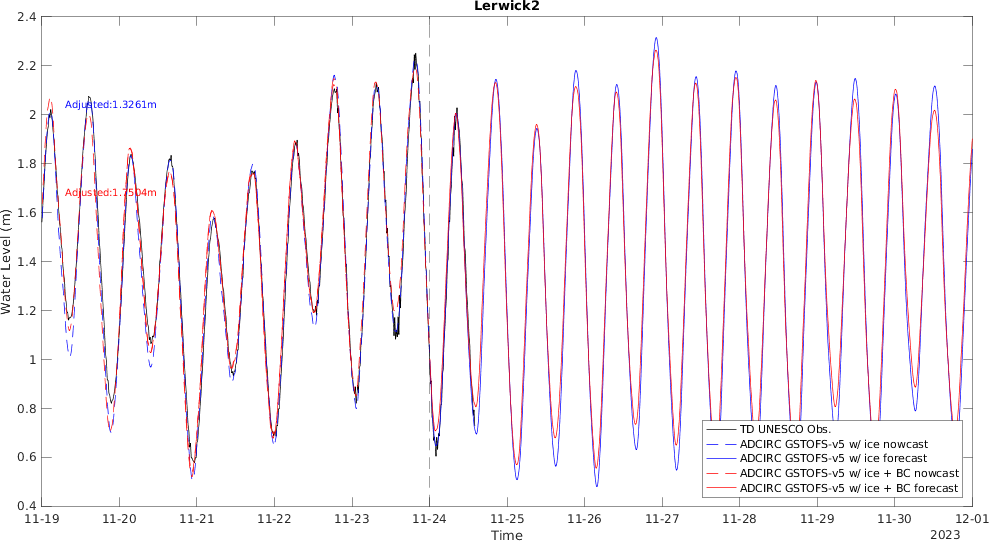 Lerwick2
2.4
2.2
2
1.8
1.6
1.4
1.2
1
0.8
0.6
0.4
Water Level (m)
Adjusted:1.3261m
Adjusted:1.7504m
TD UNESCO Obs.
ADCIRC GSTOFS-v5 w/ ice nowcast
ADCIRC GSTOFS-v5 w/ ice forecast
ADCIRC GSTOFS-v5 w/ ice + BC nowcast
ADCIRC GSTOFS-v5 w/ ice + BC forecast
11-19 11-20 11-21 11-22 11-23 11-24 11-25 11-26 11-27 11-28 11-29 11-30 12-01
Time
2023